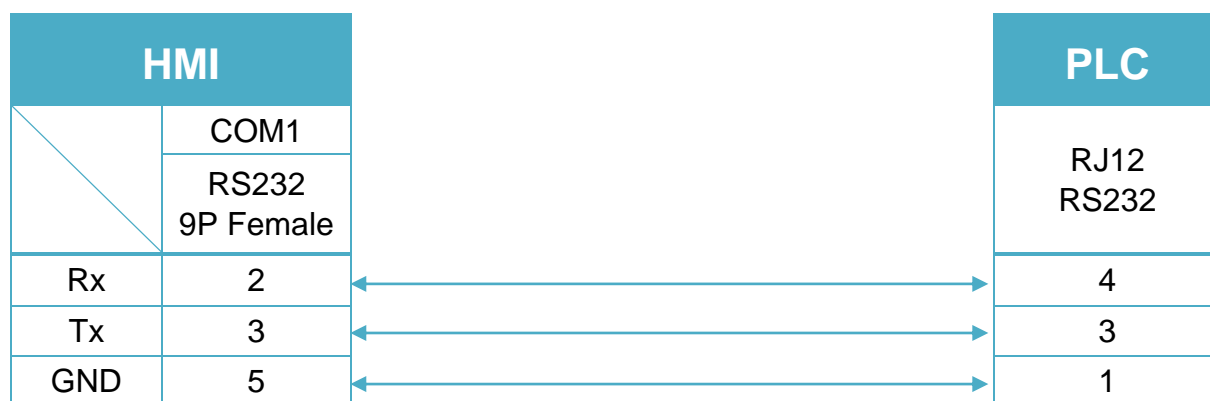 HMI
PLC
COM1
RS232
9P Female
RJ12
RS232
Rx 2 4
Tx 3 3
GND 5 1